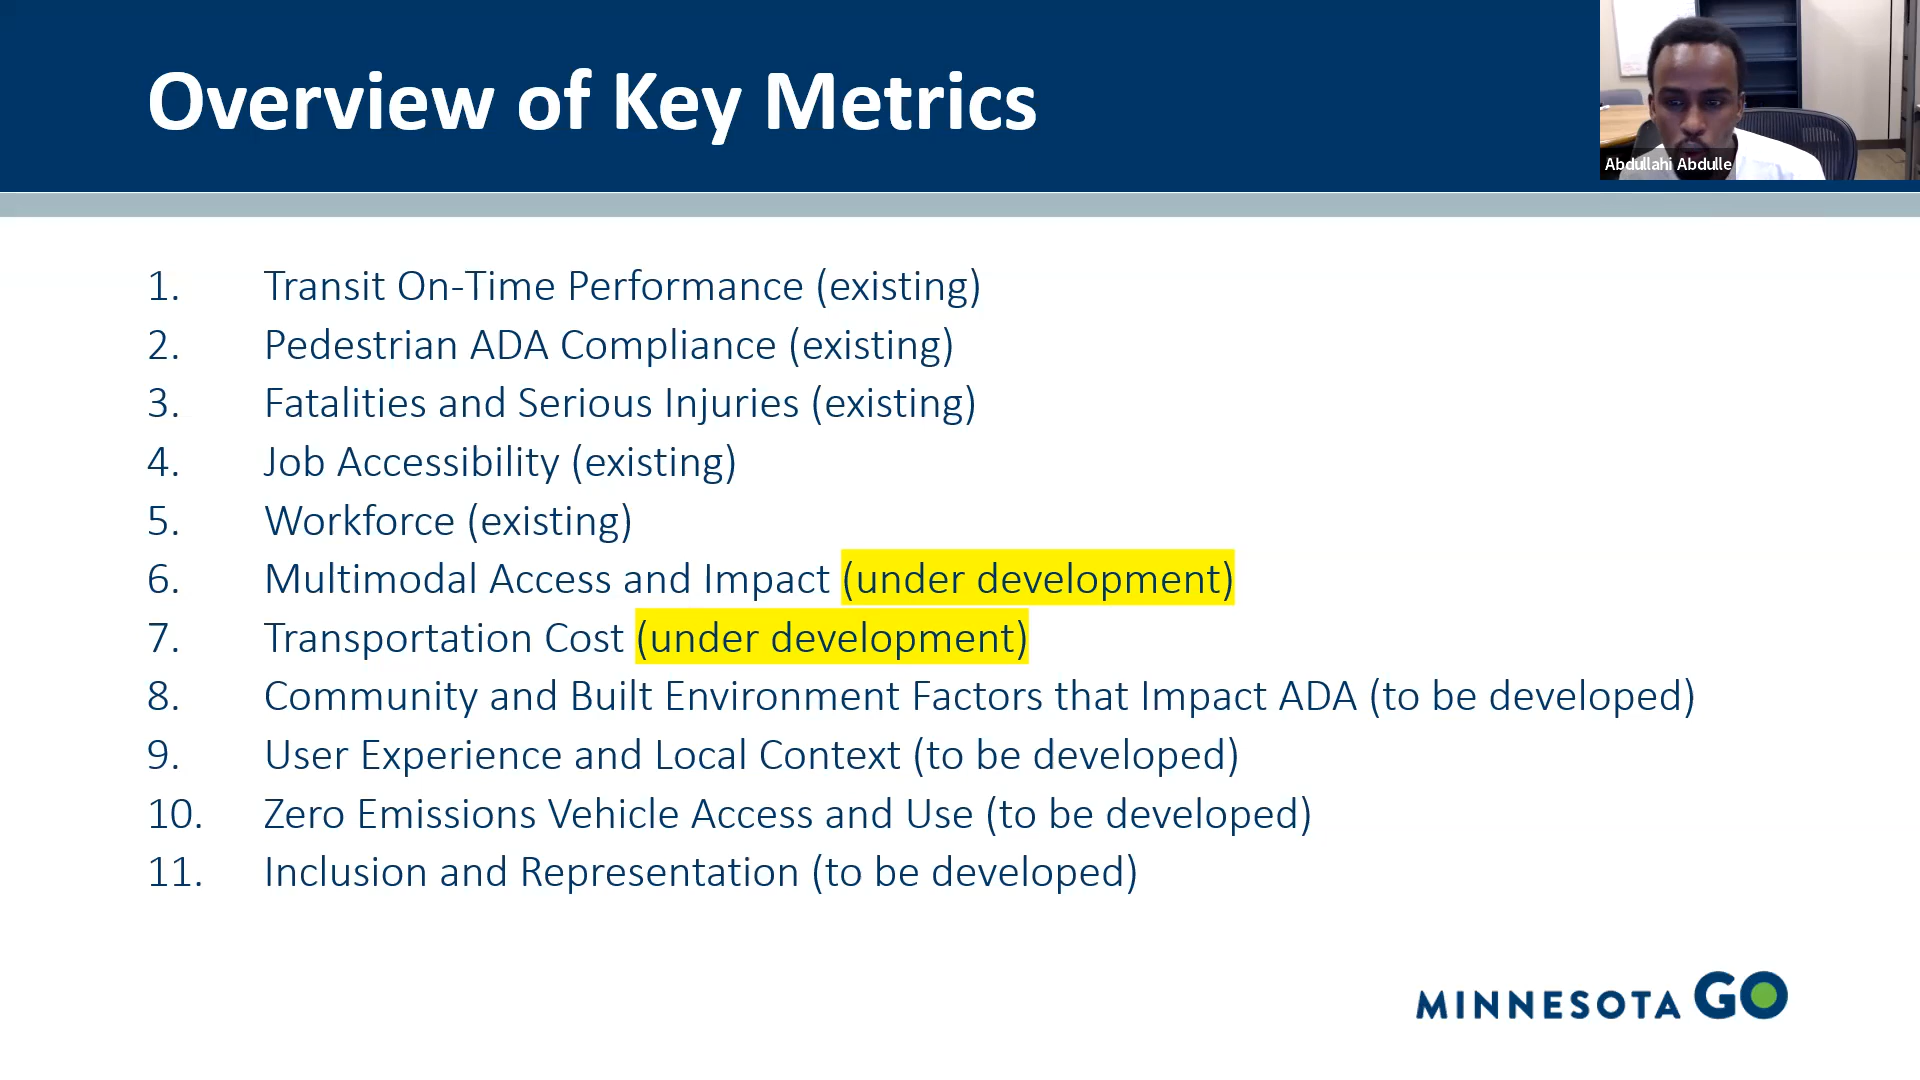 Overview of Key Metrics
Abdullahi Abdulle
1. Transit On-Time Performance (existing)
2. Pedestrian ADA Compliance (existing)
3. Fatalities and Serious Injuries (existing)
4. Job Accessibility (existing)
5. Workforce (existing)
6. Multimodal Access and Impact (under development)
7. Transportation Cost (under development)
8. Community and Built Environment Factors that Impact ADA (to be developed)
9. User Experience and Local Context (to be developed)
10. Zero Emissions Vehicle Access and Use (to be developed)
11. Inclusion and Representation (to be developed)
MINNESOTA GO